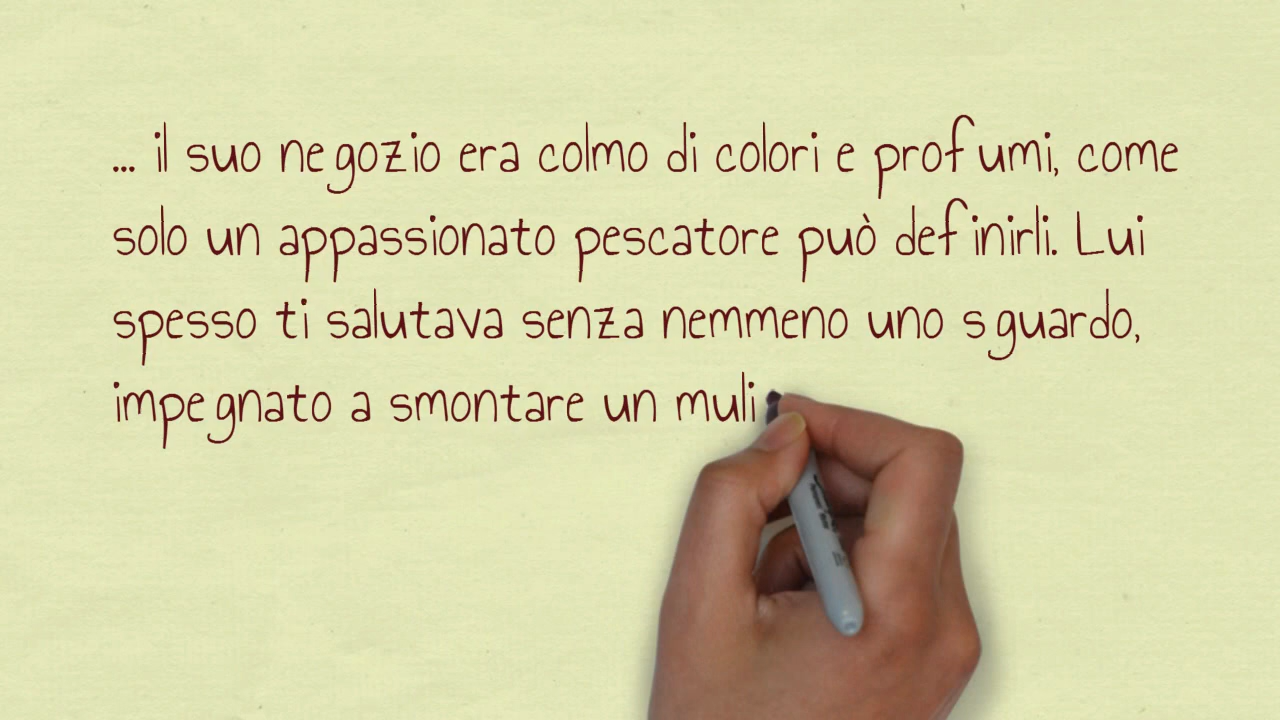 ... il suo negozio era colmo di colori e profumi, come
solo un appassionato pescatore può definirli. Lui
spesso ti salutava senza nemmeno uno sguardo,
impegnato a smontare un muli